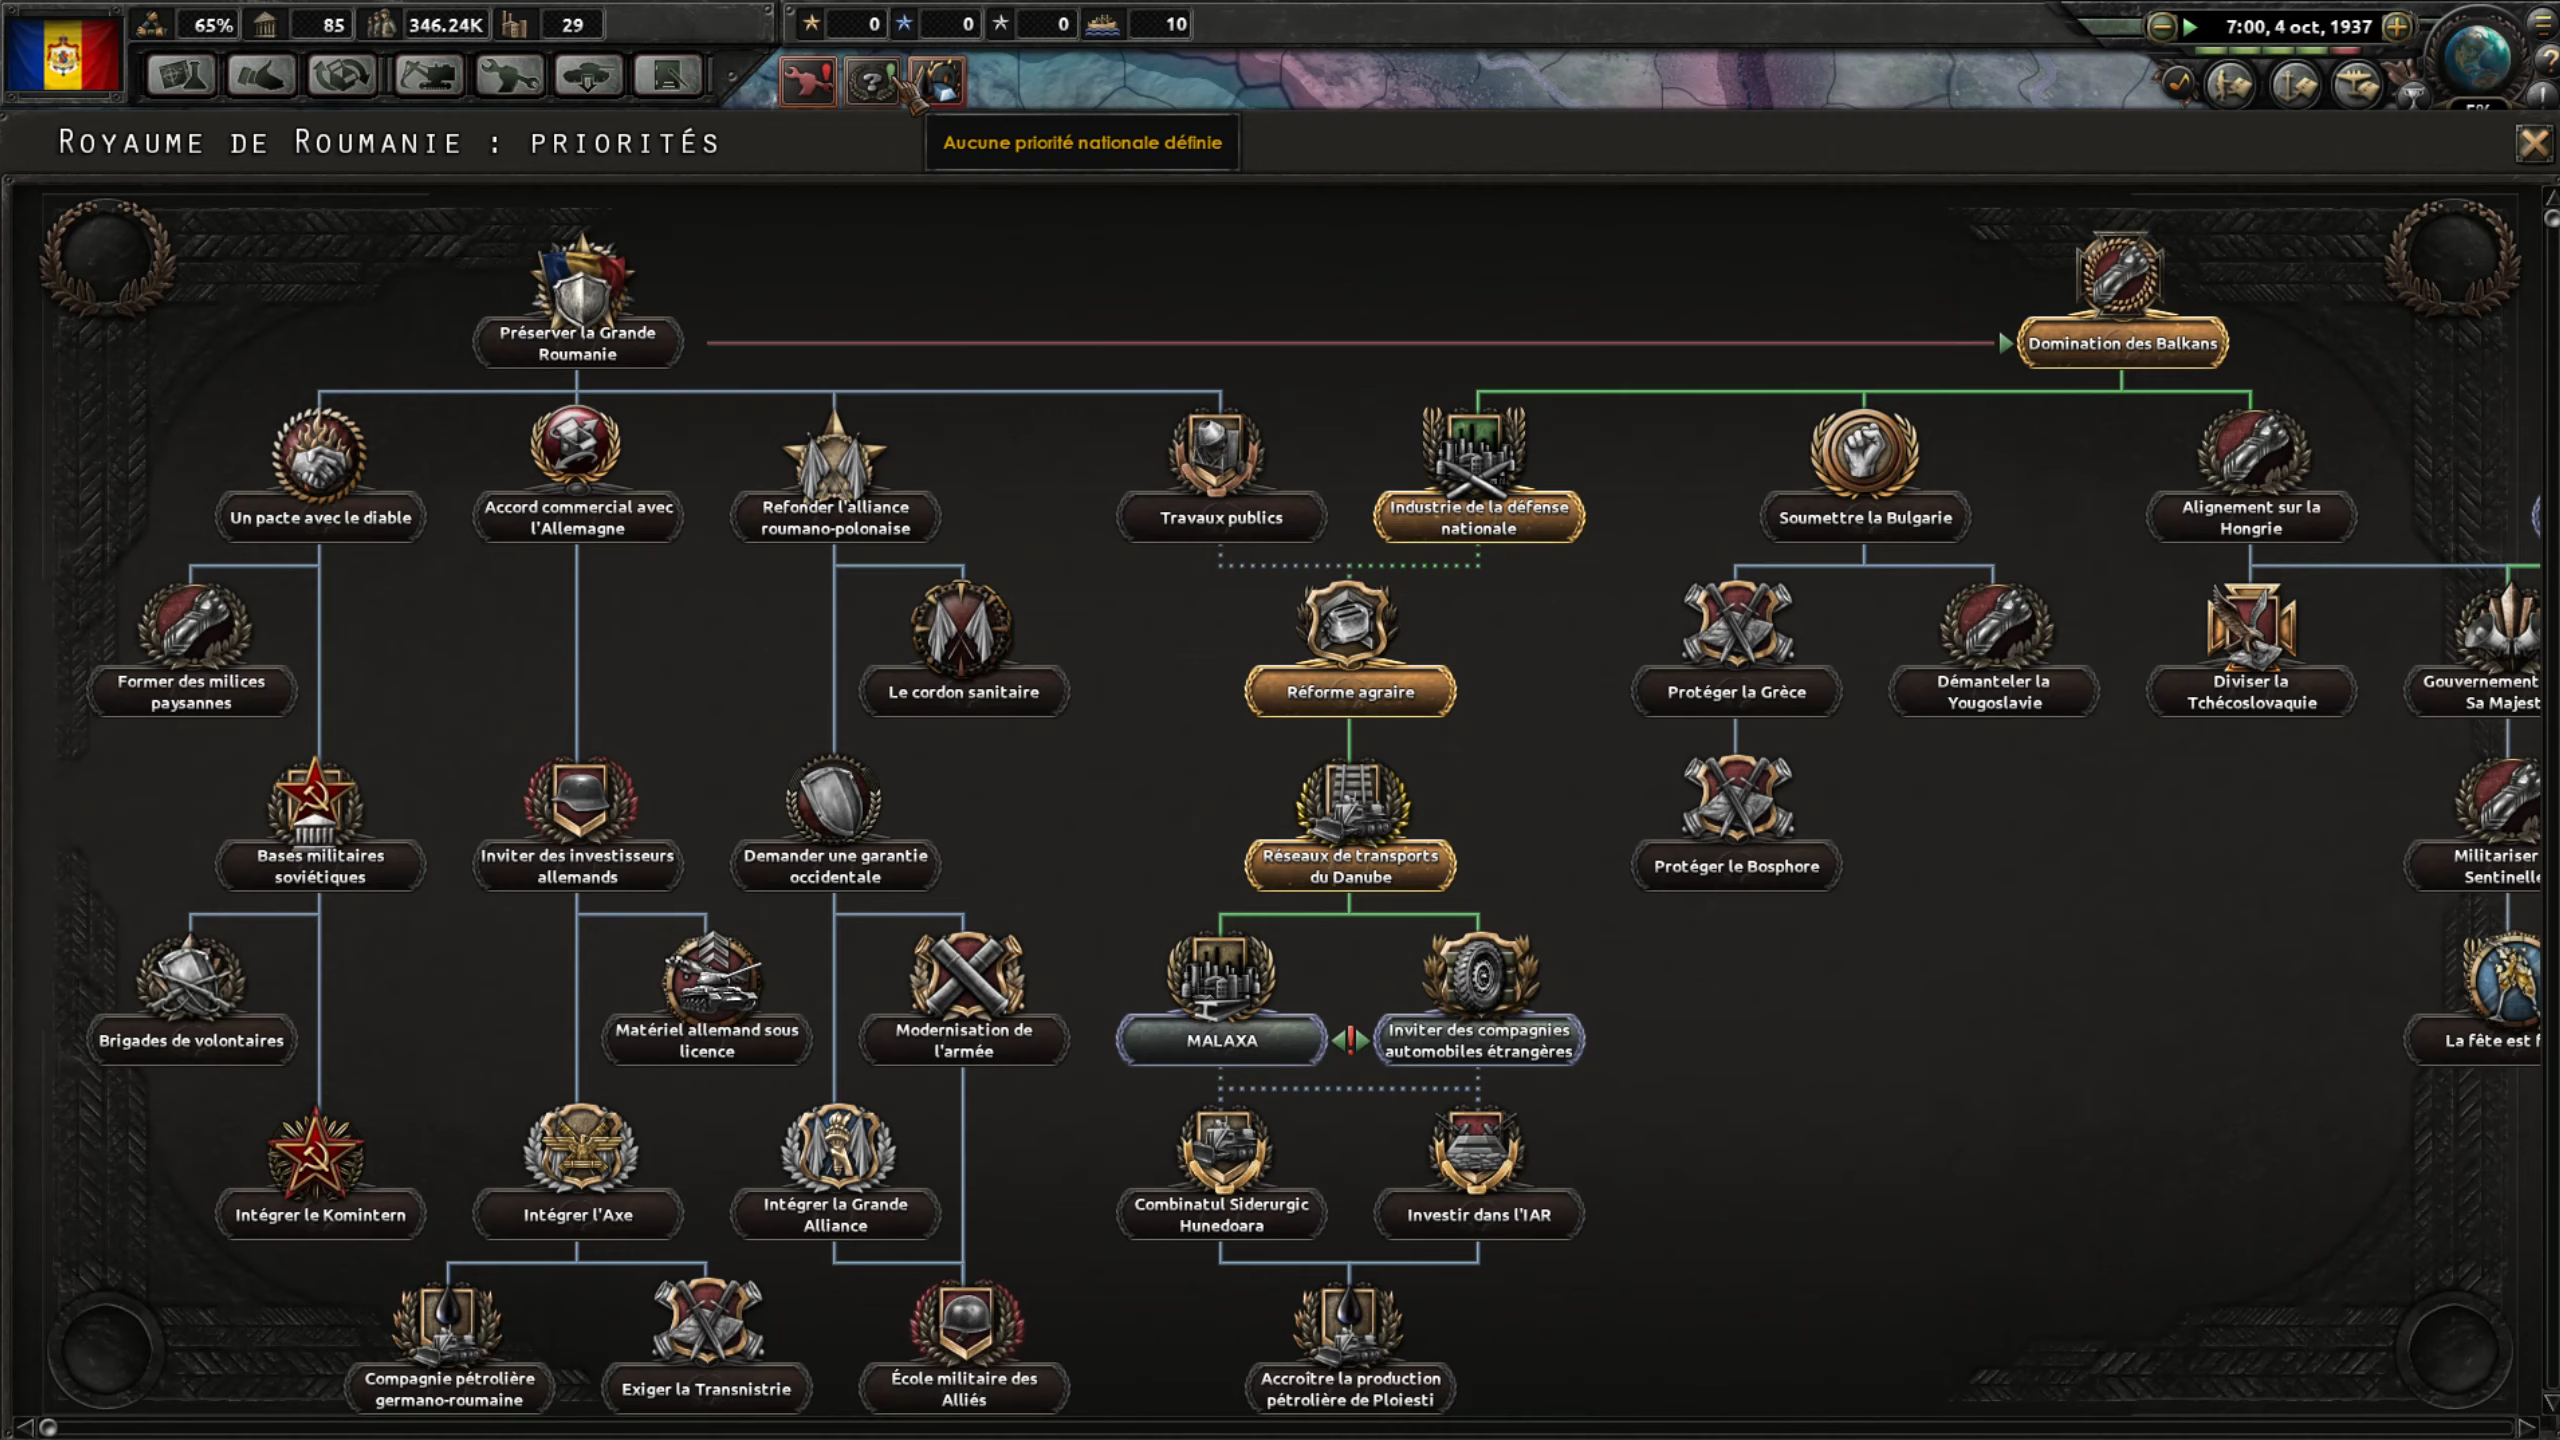 65%
85
346.24K
29
0
0
0
10
7:00, 4 oct, 1937
Royaume de Roumanie : priorités
Aucune priorité nationale définie
Préserver la Grande
Roumanie
Domination des Balkans
Un pacte avec le diable
Accord commercial avec
l'Allemagne
Refonder l'alliance
roumano-polonaise
Travaux publics
Industrie de la défense
nationale
Soumettre la Bulgarie
Alignement sur la
Hongrie
Former des milices
paysannes
Le cordon sanitaire
Réforme agraire
Protéger la Grèce
Démanteler la
Yougoslavie
Diviser la
Tchécoslovaquie
Gouvernement
Sa Majest
Bases militaires
soviétiques
Inviter des investisseurs
allemands
Demander une garantie
occidentale
Réseaux de transports
du Danube
Protéger le Bosphore
Militariser
Sentinelle
Brigades de volontaires
Matériel allemand sous
licence
Modernisation de
l'armée
MALAXA
Inviter des compagnies
automobiles étrangères
La fête est f
Intégrer le Komintern
Intégrer l'Axe
Intégrer la Grande
Alliance
Combinatul Siderurgic
Hunedoara
Investir dans l'IAR
Compagnie pétrolière
germano-roumaine
Exiger la Transnistrie
École militaire des
Alliés
Accroître la production
pétrolière de Ploiesti